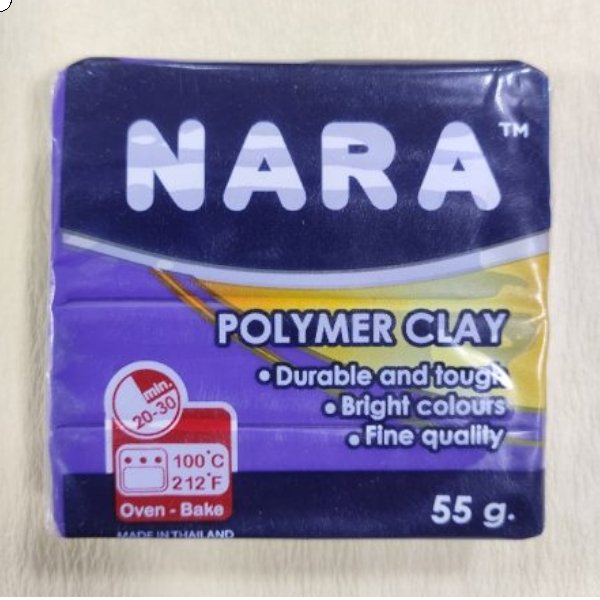 NARA™
POLYMER CLAY
• Durable and tough
• Bright colours
• Fine quality
min.
20-30
100°C
212°F
Oven - Bake
55 g.
MADE IN THAILAND